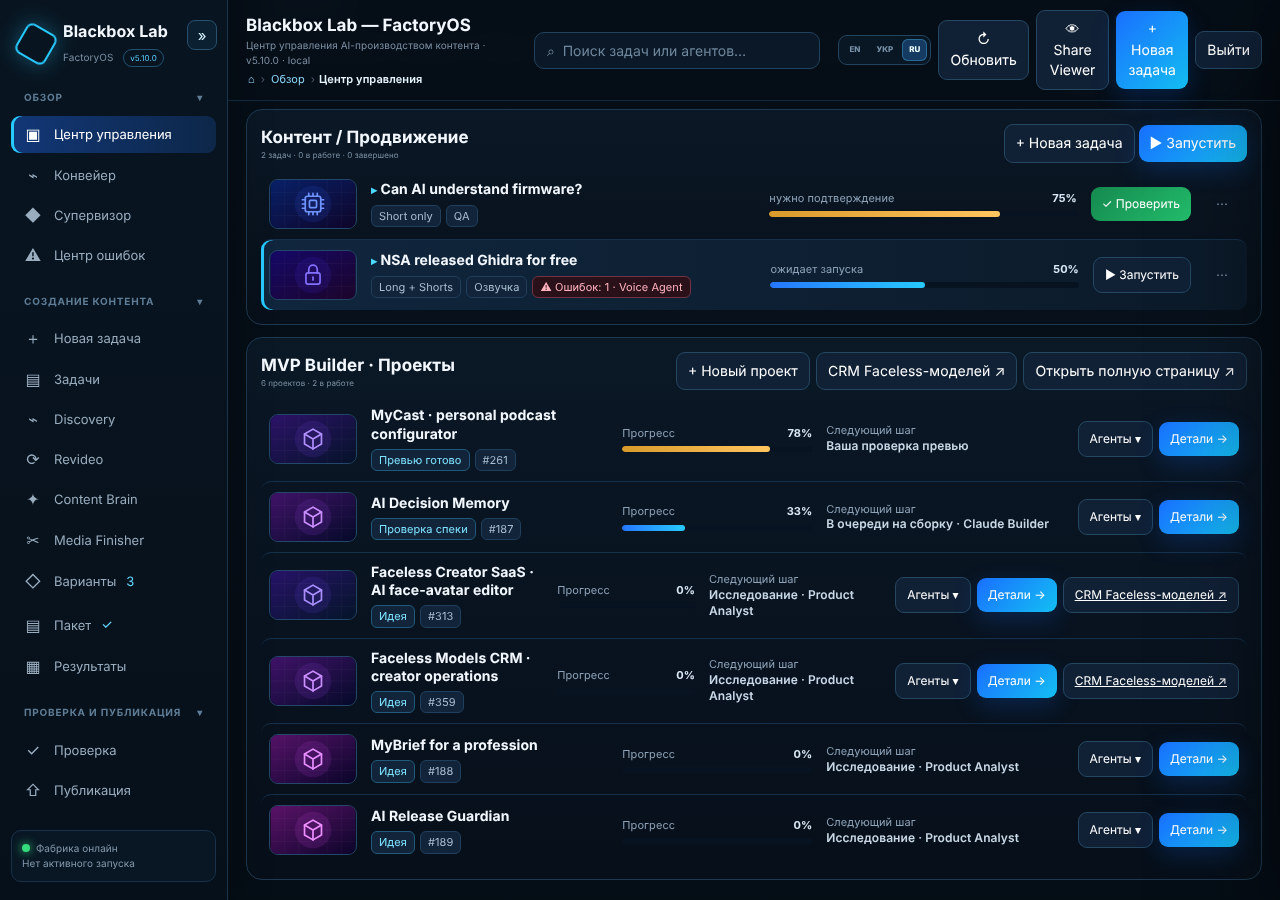 Blackbox Lab
FactoryOS v5.10.0
»
ОБЗОР
Центр управления
Конвейер
Супервизор
Центр ошибок
СОЗДАНИЕ КОНТЕНТА
Новая задача
Задачи
Discovery
Revideo
Content Brain
Media Finisher
Варианты 3
Пакет ✓
Результаты
ПРОВЕРКА И ПУБЛИКАЦИЯ
Проверка
Публикация
Фабрика онлайн
Нет активного запуска
Blackbox Lab — FactoryOS
Центр управления AI-производством контента ·
v5.10.0 · local
⌂ › Обзор › Центр управления
Поиск задач или агентов...
EN УКР RU
↻ Обновить
Share Viewer
+ Новая задача
Выйти
Контент / Продвижение
2 задач · 0 в работе · 0 завершено
+ Новая задача
▶ Запустить
▸ Can AI understand firmware?
Short only QA
нужно подтверждение 75%
✓ Проверить
...
▸ NSA released Ghidra for free
Long + Shorts Озвучка ⚠ Ошибок: 1 · Voice Agent
ожидает запуска 50%
▶ Запустить
...
MVP Builder · Проекты
6 проектов · 2 в работе
+ Новый проект
CRM Faceless-моделей ↗
Открыть полную страницу ↗
MyCast · personal podcast
configurator
Превью готово #261
Прогресс 78%
Следующий шаг
Ваша проверка превью
Агенты ▾ Детали →
AI Decision Memory
Проверка спеки #187
Прогресс 33%
Следующий шаг
В очереди на сборку · Claude Builder
Агенты ▾ Детали →
Faceless Creator SaaS ·
AI face-avatar editor
Идея #313
Прогресс 0%
Следующий шаг
Исследование · Product
Analyst
Агенты ▾ Детали → CRM Faceless-моделей ↗
Faceless Models CRM ·
creator operations
Идея #359
Прогресс 0%
Следующий шаг
Исследование · Product
Analyst
Агенты ▾ Детали → CRM Faceless-моделей ↗
MyBrief for a profession
Идея #188
Прогресс 0%
Следующий шаг
Исследование · Product Analyst
Агенты ▾ Детали →
AI Release Guardian
Идея #189
Прогресс 0%
Следующий шаг
Исследование · Product Analyst
Агенты ▾ Детали →